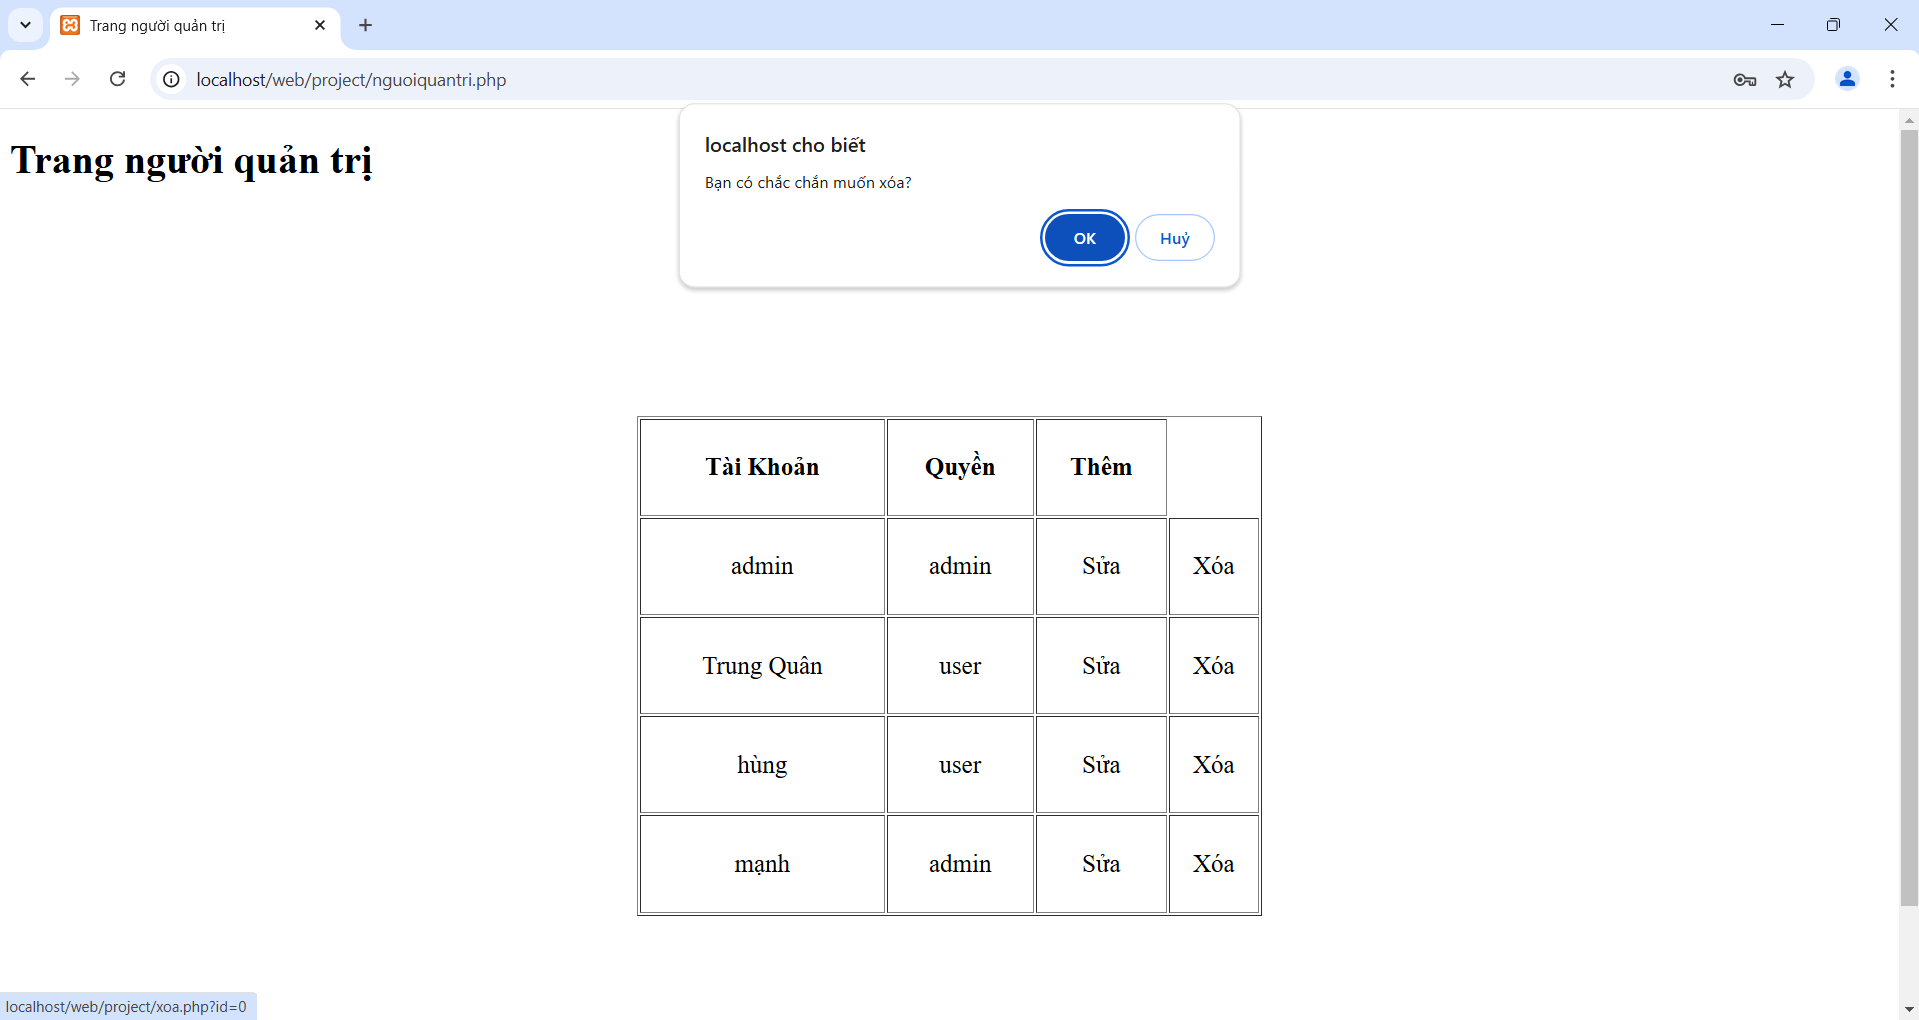 Trang người quản trị
localhost/web/project/nguoiquantri.php
localhost cho biết
Bạn có chắc chắn muốn xóa?
OK Huỷ
Trang người quản trị
Tài Khoản Quyền Thêm
admin admin Sửa Xóa
Trung Quân user Sửa Xóa
hùng user Sửa Xóa
mạnh admin Sửa Xóa
localhost/web/project/xoa.php?id=0